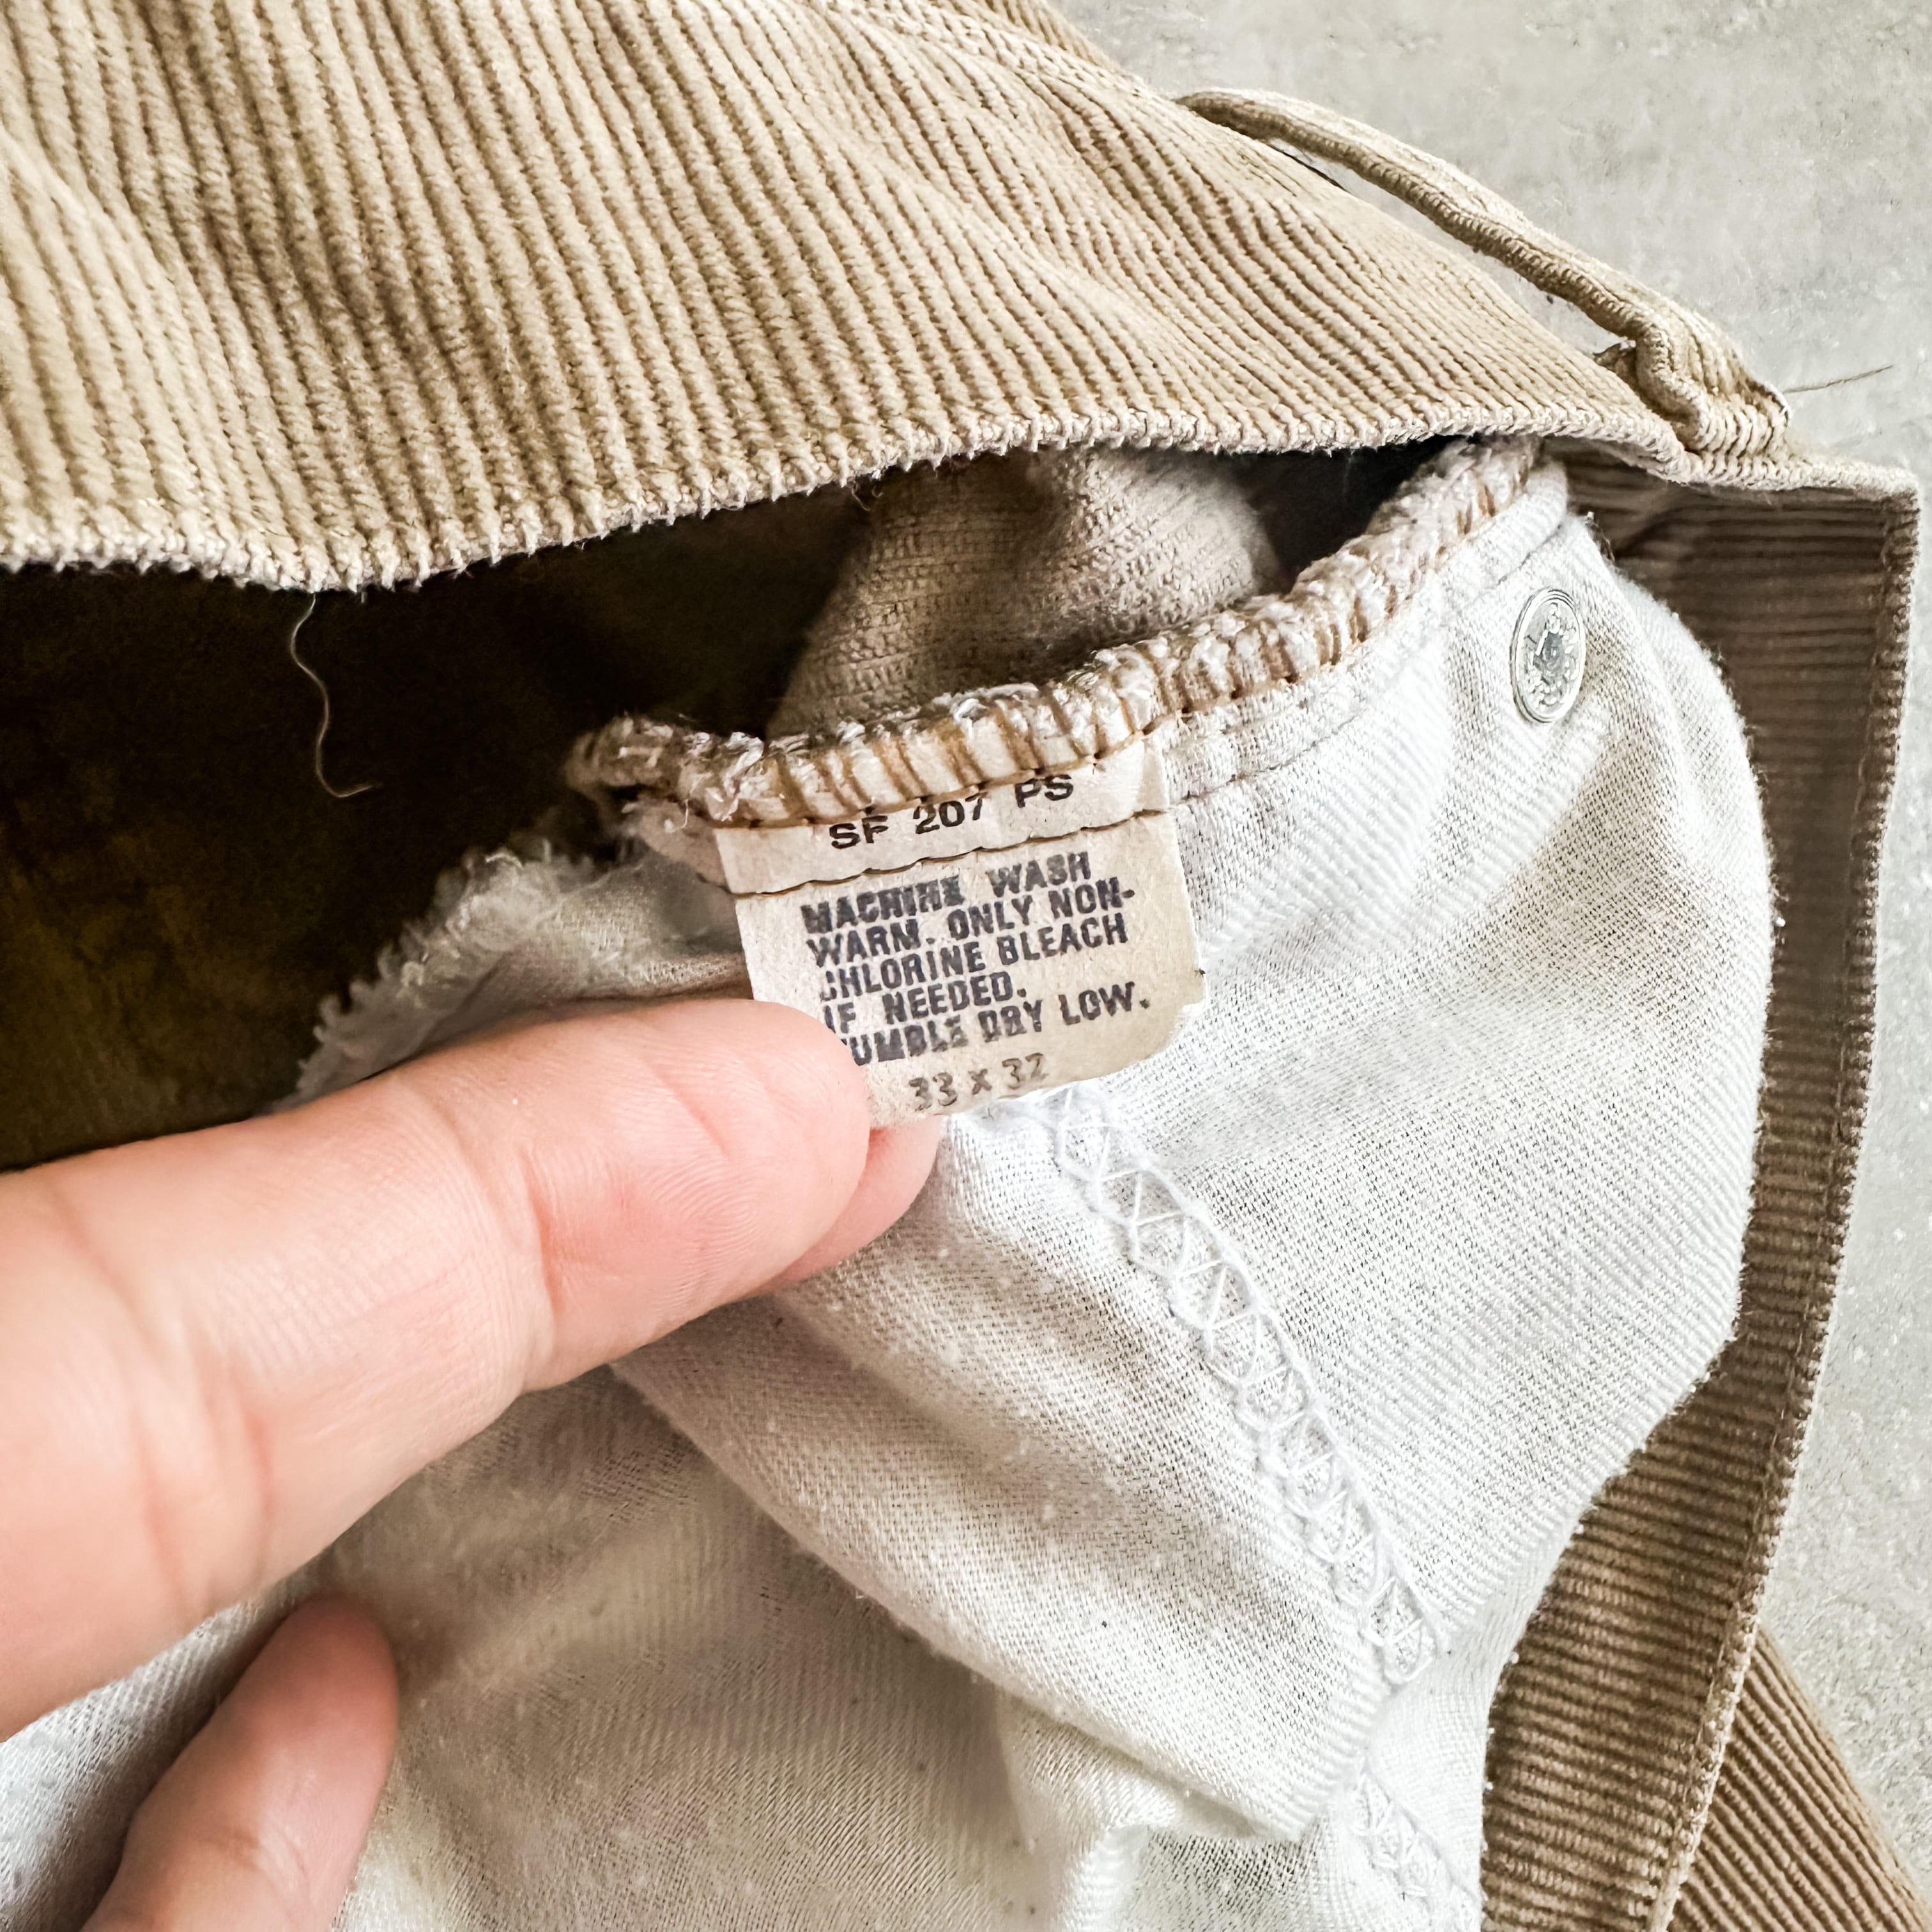 SF 207 PS
MACHINE WASH
WARM. ONLY NON-
CHLORINE BLEACH
IF NEEDED.
TUMBLE DRY LOW.
33 x 32